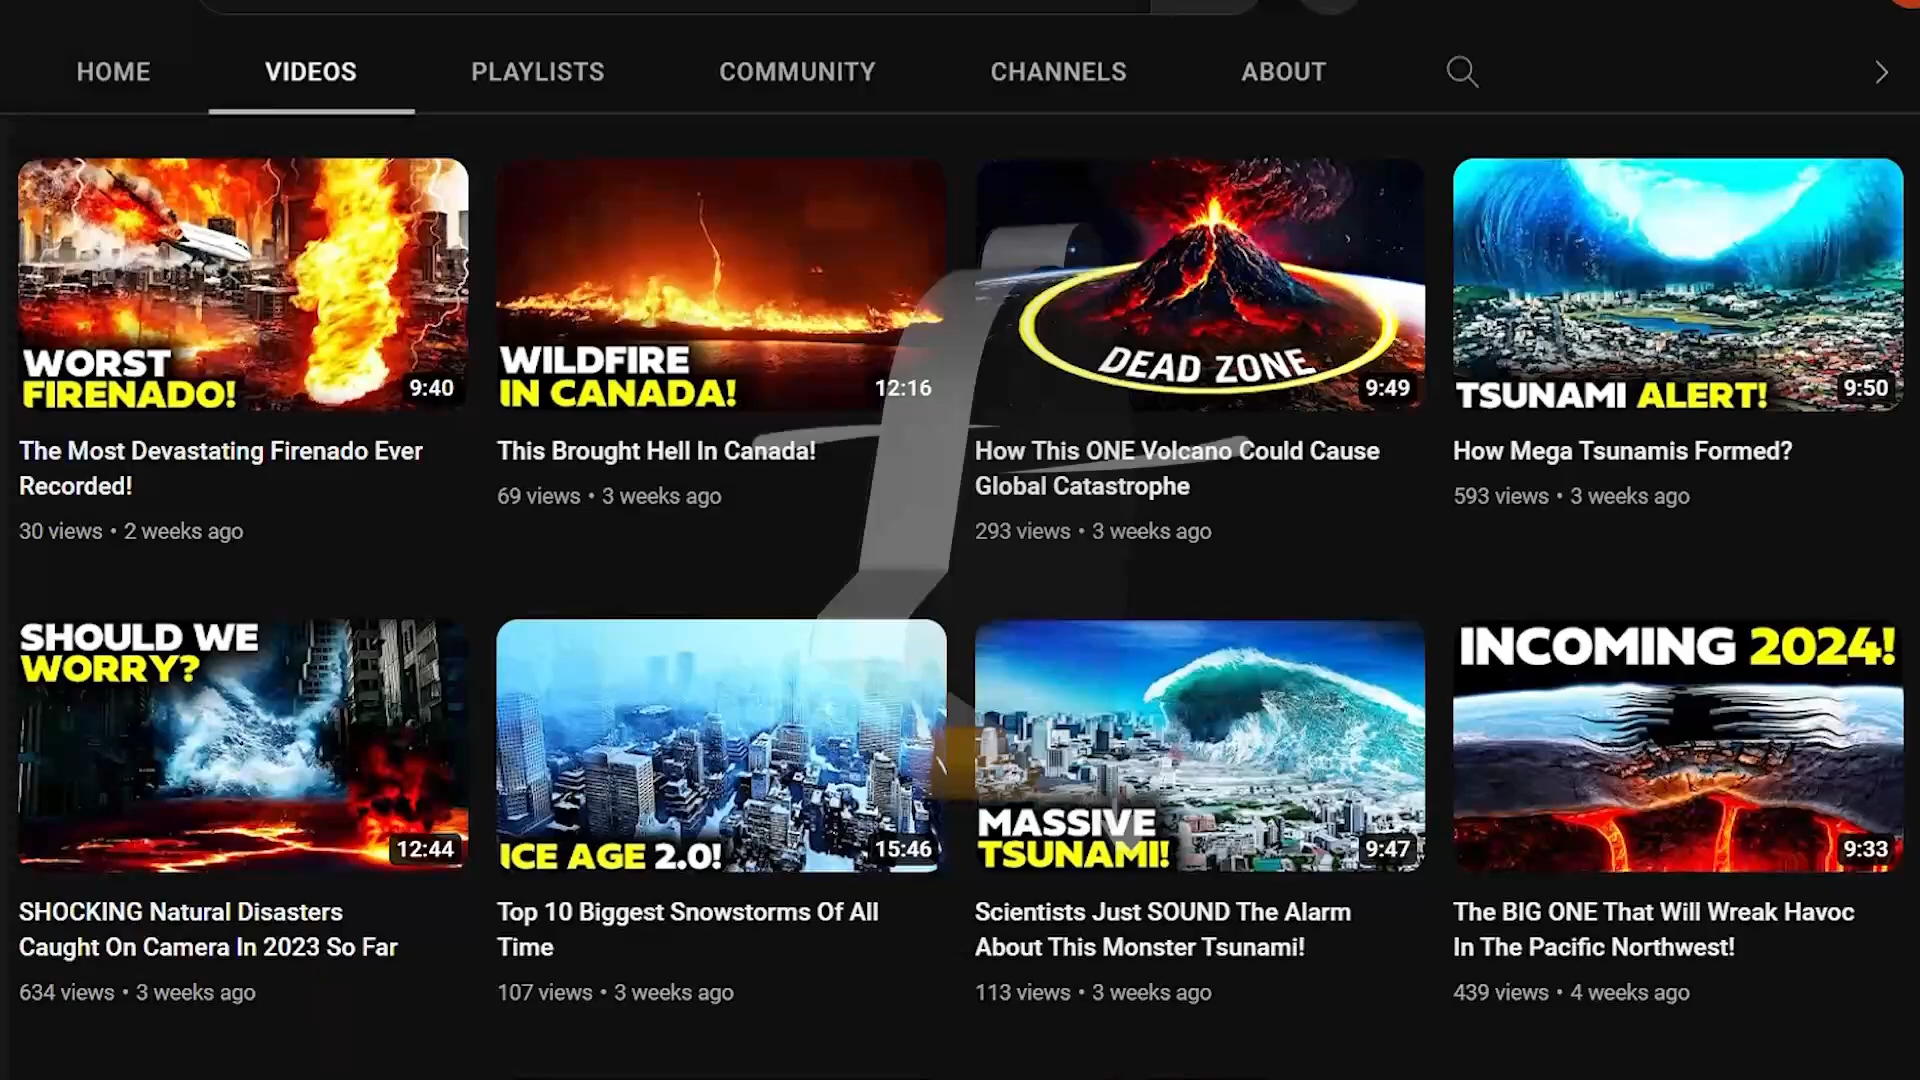 HOME VIDEOS PLAYLISTS COMMUNITY CHANNELS ABOUT
WORST
FIRENADO!
9:40
The Most Devastating Firenado Ever
Recorded!
30 views • 2 weeks ago
WILDFIRE
IN CANADA!
12:16
This Brought Hell In Canada!
69 views • 3 weeks ago
DEAD ZONE
9:49
How This ONE Volcano Could Cause
Global Catastrophe
293 views • 3 weeks ago
TSUNAMI ALERT!
9:50
How Mega Tsunamis Formed?
593 views • 3 weeks ago
SHOULD WE
WORRY?
12:44
SHOCKING Natural Disasters
Caught On Camera In 2023 So Far
634 views • 3 weeks ago
ICE AGE 2.0!
15:46
Top 10 Biggest Snowstorms Of All
Time
107 views • 3 weeks ago
MASSIVE
TSUNAMI!
9:47
Scientists Just SOUND The Alarm
About This Monster Tsunami!
113 views • 3 weeks ago
INCOMING 2024!
9:33
The BIG ONE That Will Wreak Havoc
In The Pacific Northwest!
439 views • 4 weeks ago